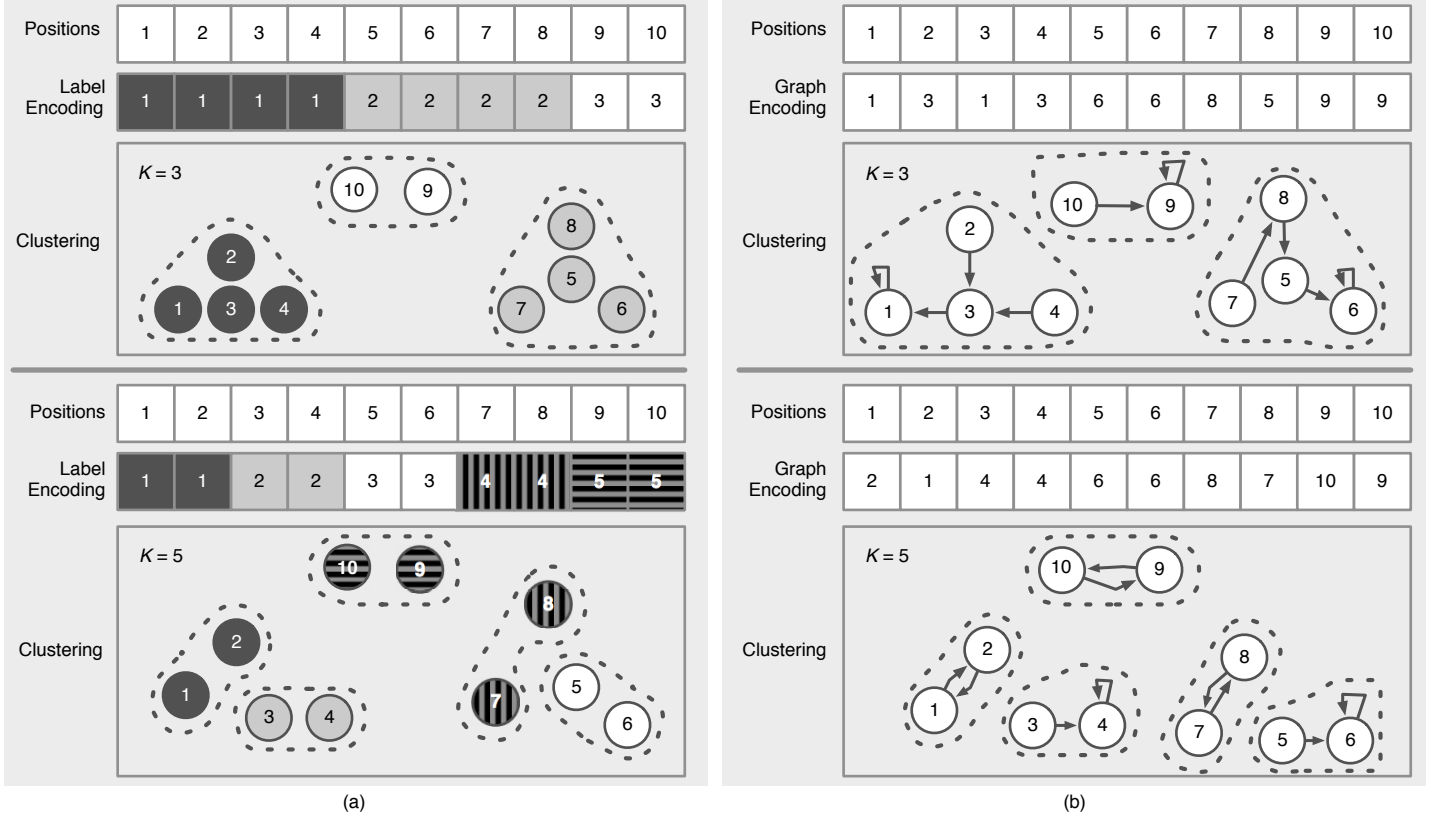 Positions 1 2 3 4 5 6 7 8 9 10
Label Encoding 1 1 1 1 2 2 2 2 3 3
Clustering
K = 3
10 9
2
1 3 4
8
5
7 6
Positions 1 2 3 4 5 6 7 8 9 10
Label Encoding 1 1 2 2 3 3 4 4 5 5
Clustering
K = 5
10 9
2
1
3 4
8
7
5
6
(a)
Positions 1 2 3 4 5 6 7 8 9 10
Graph Encoding 1 3 1 3 6 6 8 5 9 9
Clustering
K = 3
10 9
2
1 3 4
8
5
7 6
Positions 1 2 3 4 5 6 7 8 9 10
Graph Encoding 2 1 4 4 6 6 8 7 10 9
Clustering
K = 5
10 9
2
1
3 4
8
7
5 6
(b)